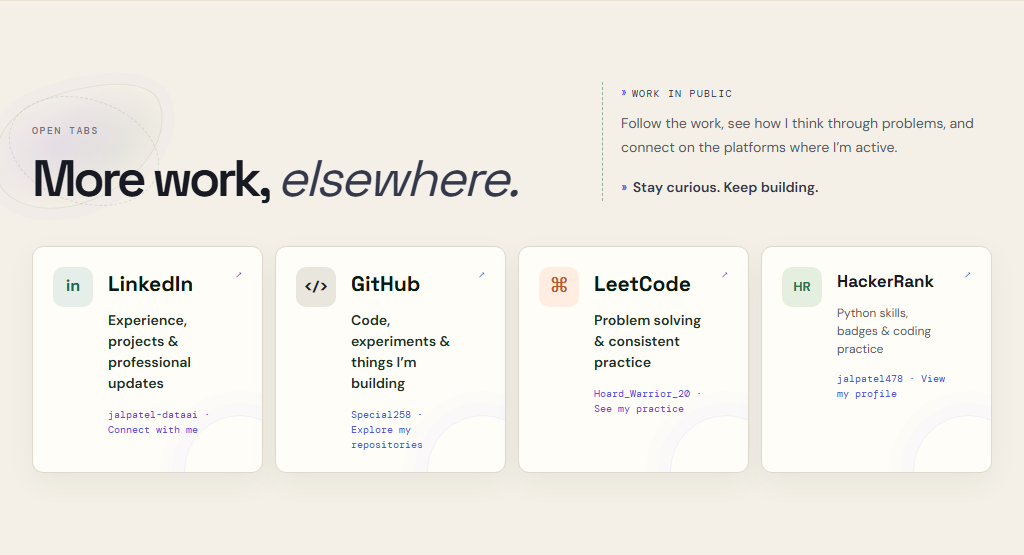 OPEN TABS
More work, elsewhere.
» WORK IN PUBLIC
Follow the work, see how I think through problems, and
connect on the platforms where I’m active.
» Stay curious. Keep building.
in
LinkedIn
↗
Experience,
projects &
professional
updates
jalpatel-dataai ·
Connect with me
</>
GitHub
↗
Code,
experiments &
things I’m
building
Special258 ·
Explore my
repositories
⌘
LeetCode
↗
Problem solving
& consistent
practice
Hoard_Warrior_20 ·
See my practice
HR
HackerRank
↗
Python skills,
badges & coding
practice
jalpatel478 · View
my profile